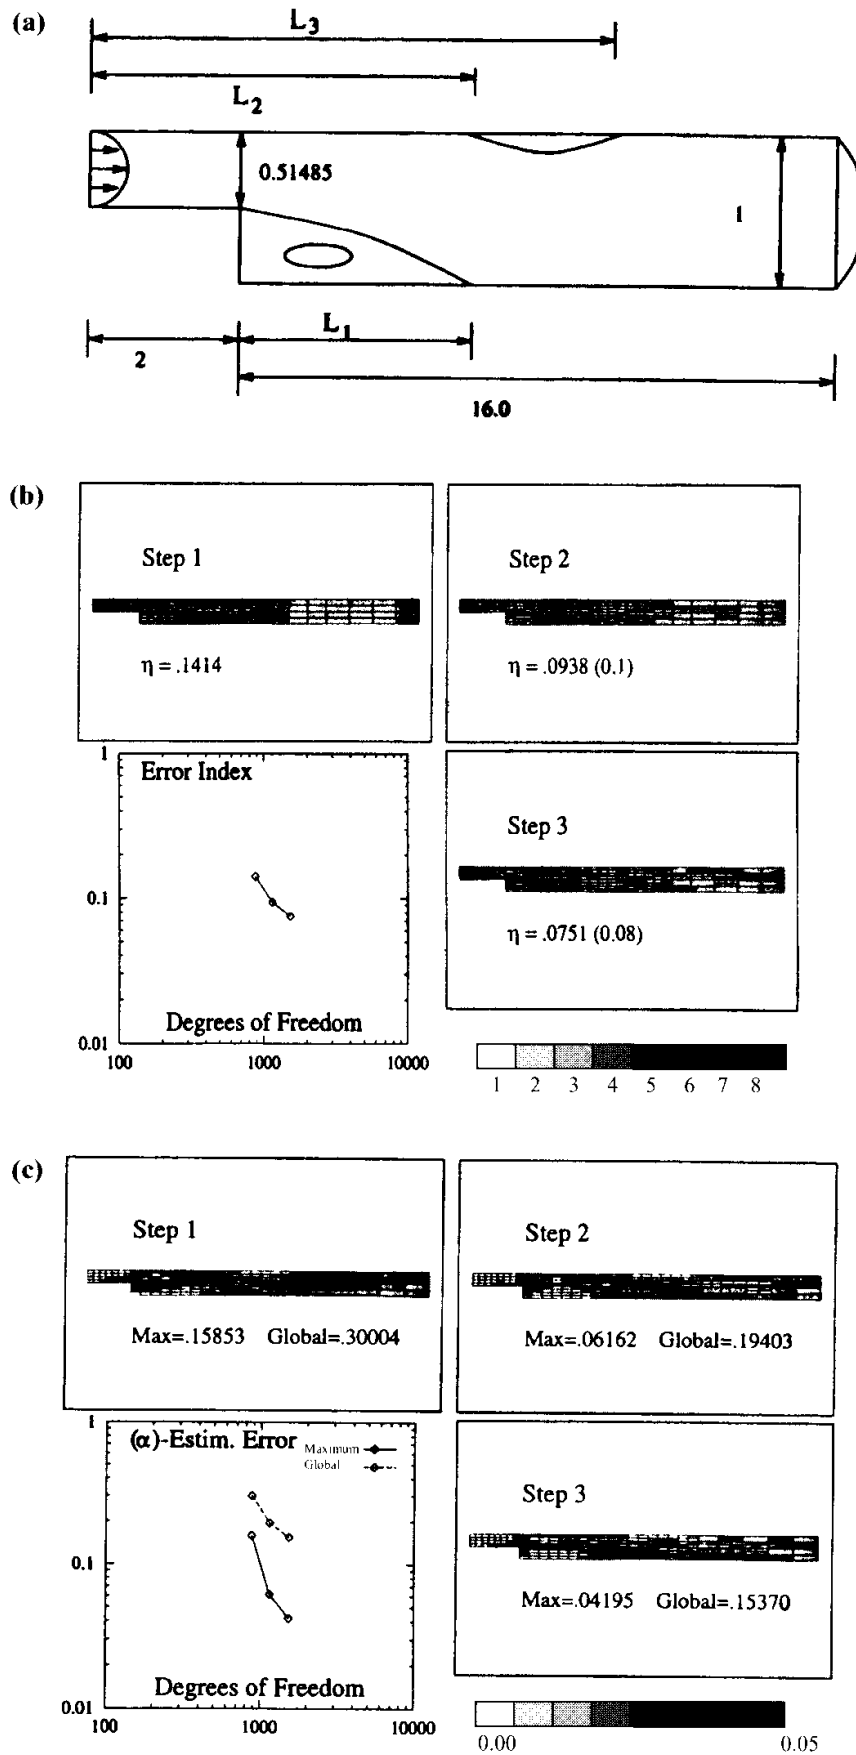 (a)
L3
L2
0.51485
1
L1
2
16.0
(b)
Step 1
η = .1414
Step 2
η = .0938 (0.1)
1
Error Index
0.1
Degrees of Freedom
0.01
100 1000 10000
Step 3
η = .0751 (0.08)
1 2 3 4 5 6 7 8
(c)
Step 1
Max=.15853 Global=.30004
Step 2
Max=.06162 Global=.19403
1
(α)-Estim. Error
Maximum
Global
0.1
Degrees of Freedom
0.01
100 1000 10000
Step 3
Max=.04195 Global=.15370
0.00 0.05